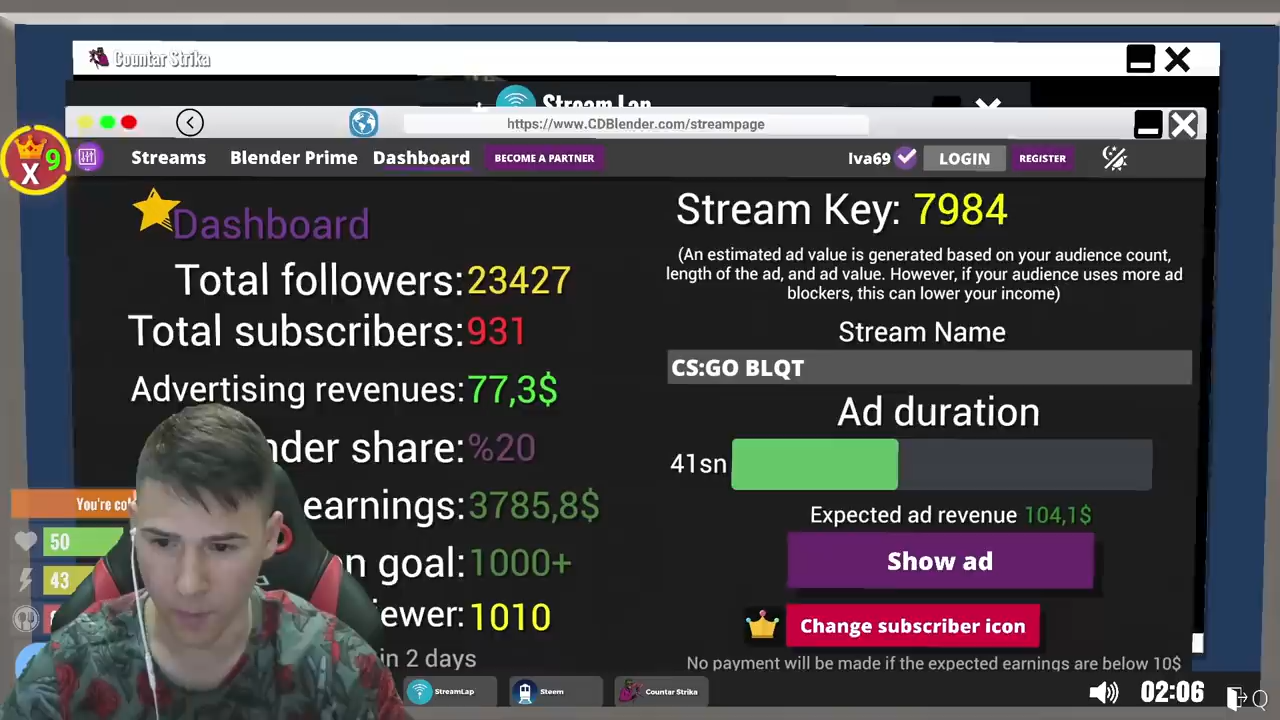 Countar Strika
Stream Lap
https://www.CDBlender.com/streampage
X 9
Streams Blender Prime Dashboard BECOME A PARTNER Iva69 LOGIN REGISTER
Dashboard
Total followers:23427
Total subscribers:931
Advertising revenues:77,3$
nder share:%20
earnings:3785,8$
n goal:1000+
ewer:1010
in 2 days
Stream Key: 7984
(An estimated ad value is generated based on your audience count,
length of the ad, and ad value. However, if your audience uses more ad
blockers, this can lower your income)
Stream Name
CS:GO BLQT
Ad duration
41sn
Expected ad revenue 104,1$
Show ad
Change subscriber icon
No payment will be made if the expected earnings are below 10$
You're co
50
43
StreamLap Steem Countar Strika
02:06
Q